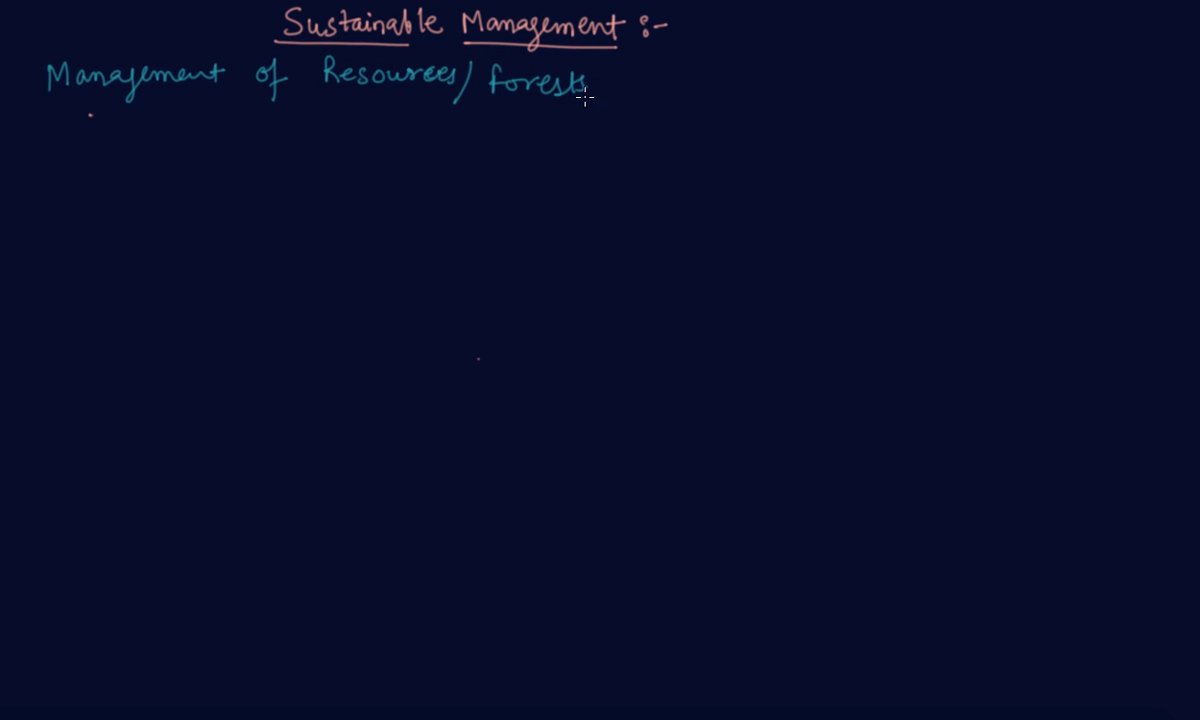 Sustainable Management :-
Management of Resources/forests